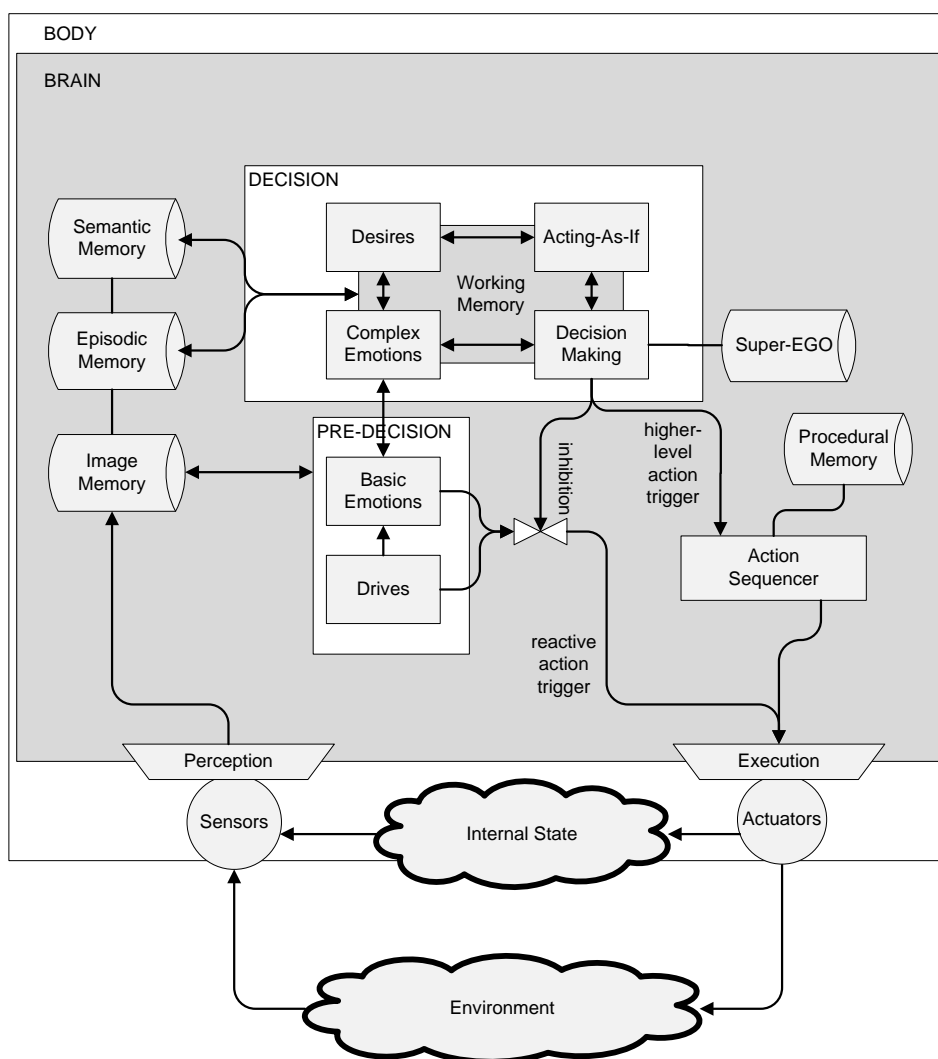 BODY
BRAIN
DECISION
Semantic
Memory
Desires
Acting-As-If
Working
Memory
Episodic
Memory
Complex
Emotions
Decision
Making
Super-EGO
PRE-DECISION
Image
Memory
Basic
Emotions
inhibition
higher-
level
action
trigger
Procedural
Memory
Drives
Action
Sequencer
reactive
action
trigger
Perception
Execution
Sensors
Internal State
Actuators
Environment